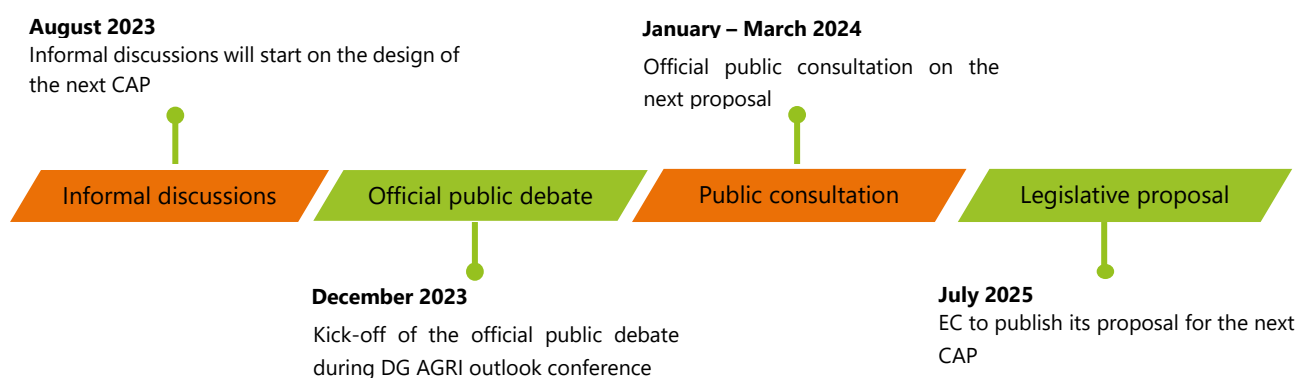 August 2023
Informal discussions will start on the design of
the next CAP
January – March 2024
Official public consultation on the
next proposal
Informal discussions
Official public debate
Public consultation
Legislative proposal
December 2023
Kick-off of the official public debate
during DG AGRI outlook conference
July 2025
EC to publish its proposal for the next
CAP